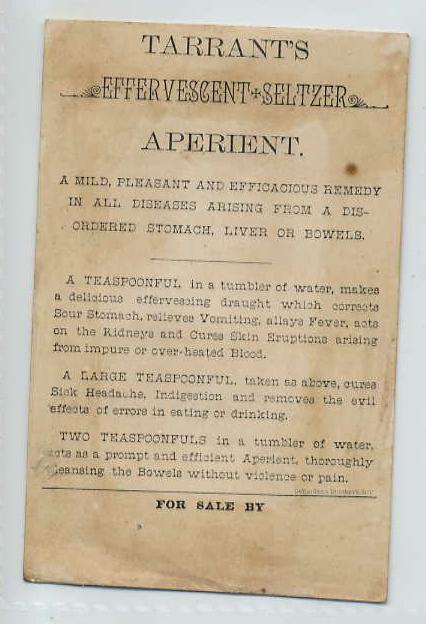 TARRANT'S
EFFERVESCENT SELTZER
APERIENT.
A MILD, PLEASANT AND EFFICACIOUS REMEDY
IN ALL DISEASES ARISING FROM A DIS-
ORDERED STOMACH, LIVER OR BOWELS.
A TEASPOONFUL in a tumbler of water, makes
a delicious effervescing draught which corrects
Sour Stomach, relieves Vomiting, allays Fever, acts
on the Kidneys and Cures Skin Eruptions arising
from impure or over-heated Blood.
A LARGE TEASPOONFUL, taken as above, cures
Sick Headache, Indigestion and removes the evil
effects of errors in eating or drinking.
TWO TEASPOONFULS in a tumbler of water,
acts as a prompt and efficient Aperient, thoroughly
cleansing the Bowels without violence or pain.
FOR SALE BY